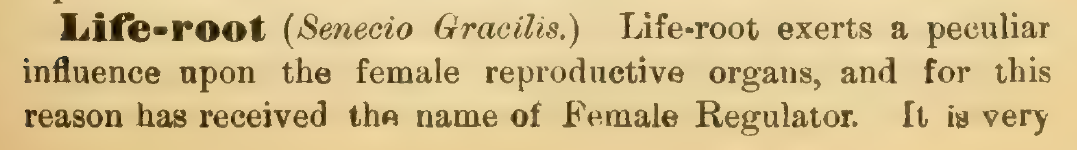 Life-root (Senecio Gracilis.) Life-root exerts a peculiar
influence upon the female reproductive organs, and for this
reason has received the name of Female Regulator. It is very